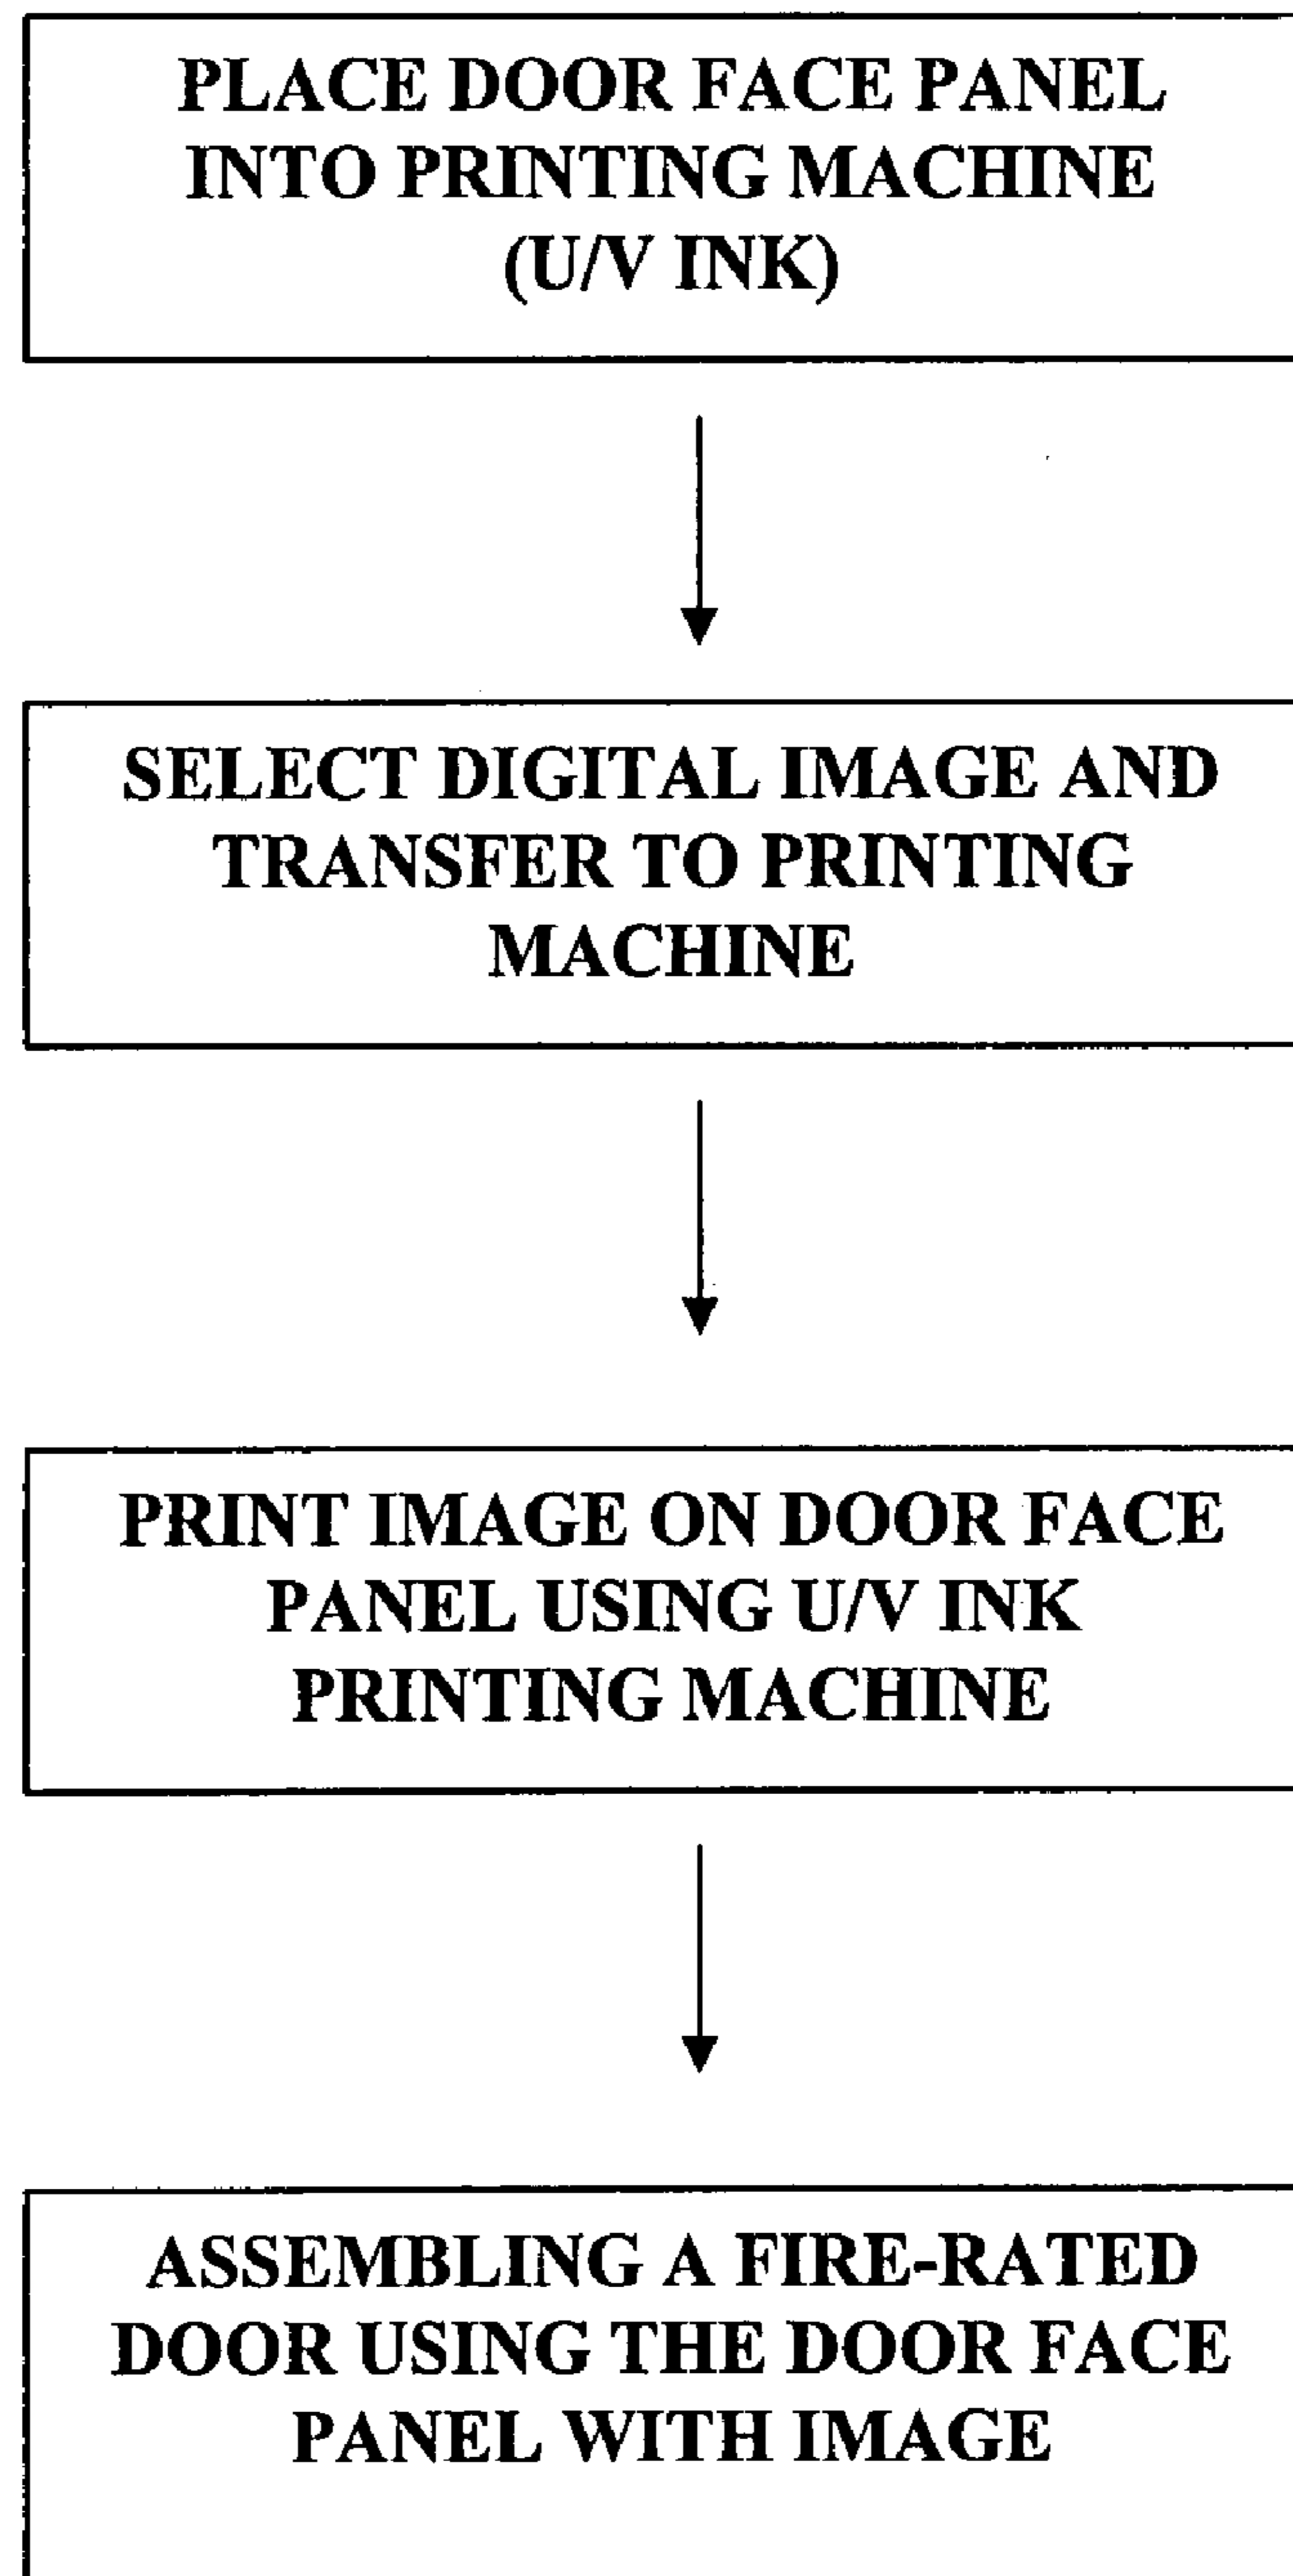 PLACE DOOR FACE PANEL
INTO PRINTING MACHINE
(U/V INK)
SELECT DIGITAL IMAGE AND
TRANSFER TO PRINTING
MACHINE
PRINT IMAGE ON DOOR FACE
PANEL USING U/V INK
PRINTING MACHINE
ASSEMBLING A FIRE-RATED
DOOR USING THE DOOR FACE
PANEL WITH IMAGE